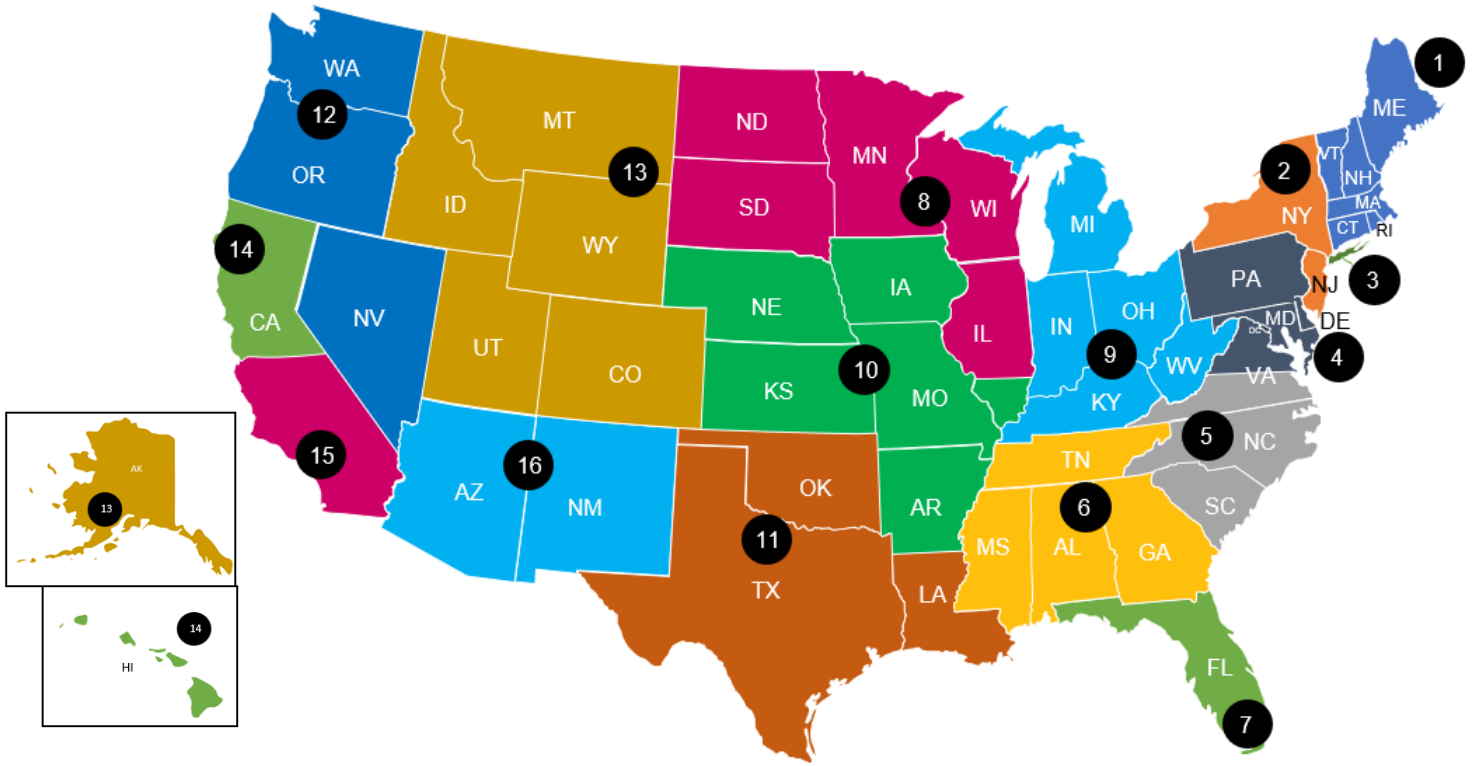 1
WA
ME
12
MT
ND
MN
VT
2
13
OR
NH
8
ID
SD
WI
MA
NY
MI
CT
RI
14
WY
PA
3
NJ
IA
NE
OH
CA
NV
MD
DE
IN
DC
IL
UT
9
4
CO
10
WV
VA
KS
MO
KY
5
NC
15
16
TN
AK
AZ
OK
NM
6
SC
13
AR
11
MS
AL
GA
TX
LA
14
HI
FL
7